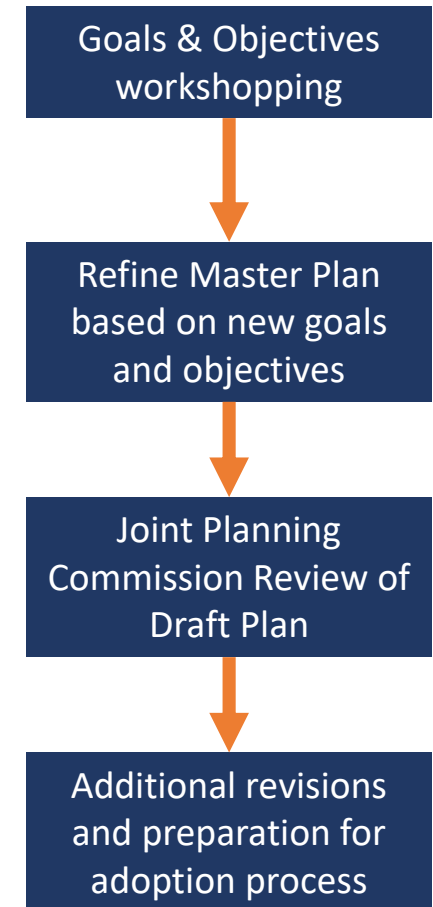 Goals & Objectives
workshopping
Refine Master Plan
based on new goals
and objectives
Joint Planning
Commission Review of
Draft Plan
Additional revisions
and preparation for
adoption process